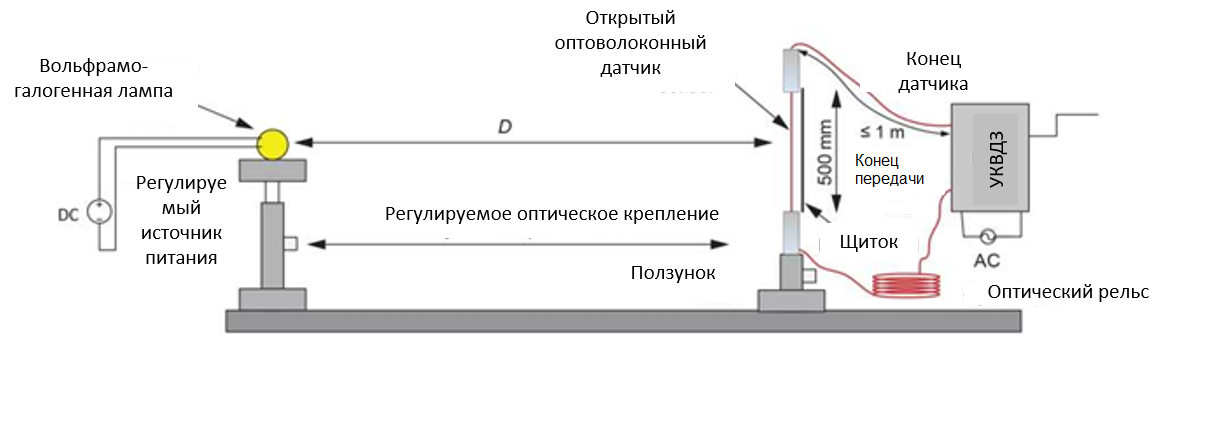 Вольфрамо-
галогенная лампа
Открытый
оптоволоконный
датчик
Конец
датчика
D
≤ 1 m
500 mm
Конец
передачи
УКВДЗ
DC
Регулируе
мый
источник
питания
Регулируемое оптическое крепление
Щиток
AC
Ползунок
Оптический рельс